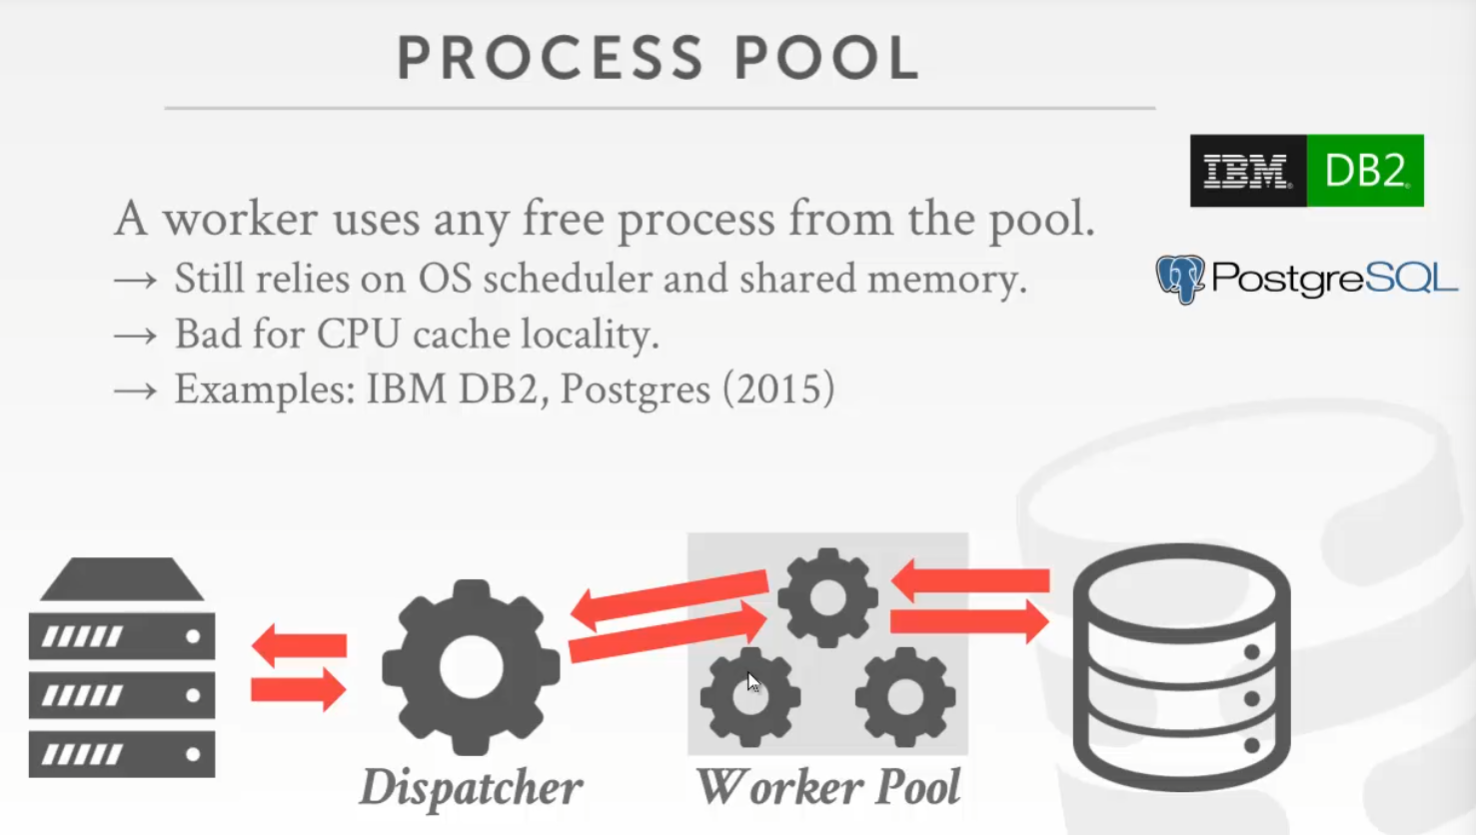 PROCESS POOL
IBM DB2
A worker uses any free process from the pool.
PostgreSQL
→ Still relies on OS scheduler and shared memory.
→ Bad for CPU cache locality.
→ Examples: IBM DB2, Postgres (2015)
Dispatcher
Worker Pool